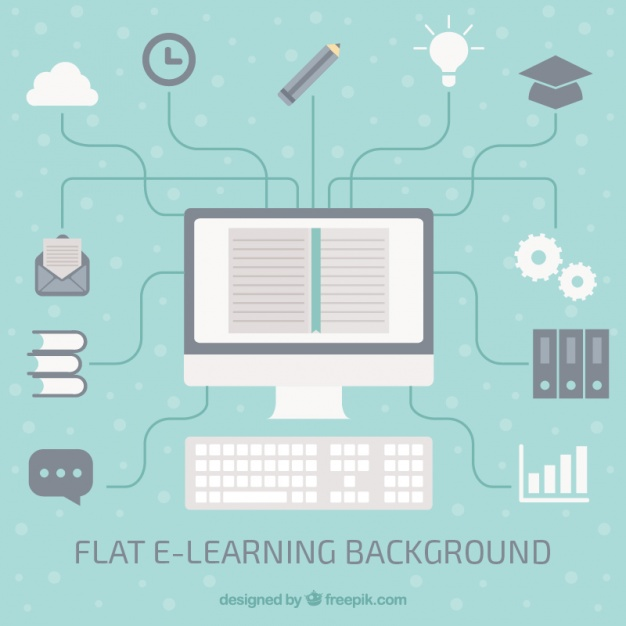 FLAT E-LEARNING BACKGROUND
designed by freepik.com